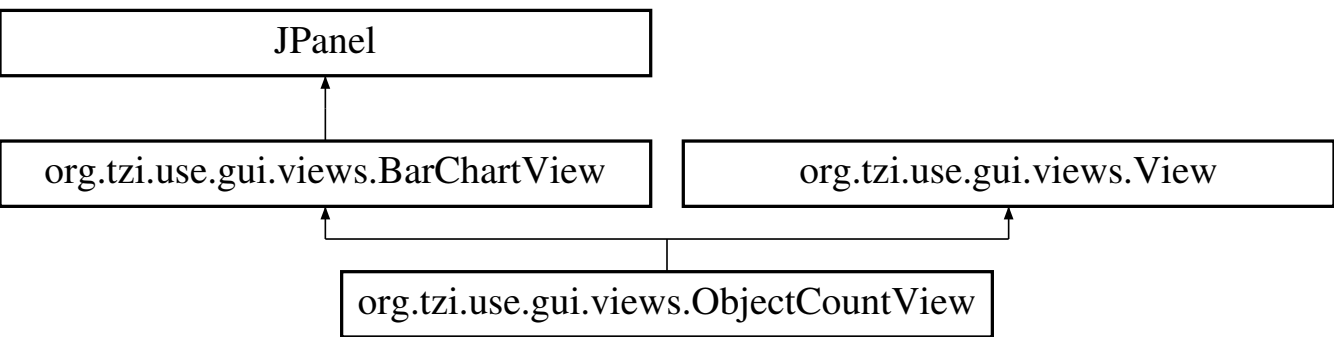 JPanel
org.tzi.use.gui.views.BarChartView
org.tzi.use.gui.views.View
org.tzi.use.gui.views.ObjectCountView